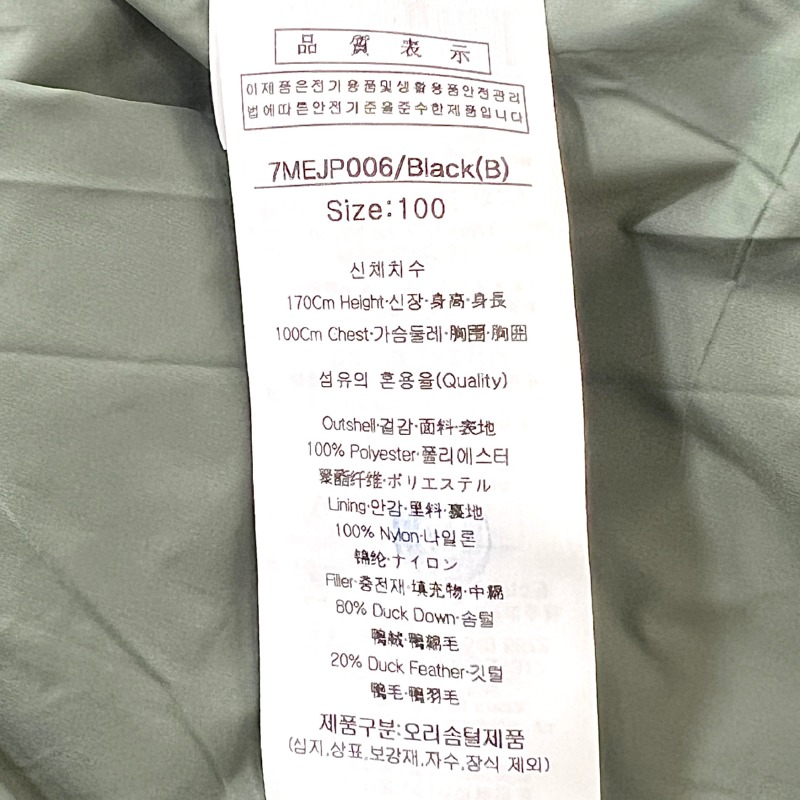 品質表示
이제품은전기용품및생활용품안전관리
법에따른안전기준을준수한제품입니다
7MEJP006/Black(B)
Size:100
신체치수
170Cm Height·신장·身高·身長
100Cm Chest·가슴둘레·胸围·胸囲
섬유의 혼용율(Quality)
Outshell·겉감·面料·表地
100% Polyester·폴리에스터
聚酯纤维·ポリエステル
Lining·안감·里料·裏地
100% Nylon·나일론
锦纶·ナイロン
Filler·충전재·填充物·中綿
80% Duck Down·솜털
鴨絨·鴨綿毛
20% Duck Feather·깃털
鴨毛·鴨羽毛
제품구분:오리솜털제품
(심지,상표,보강재,자수,장식 제외)